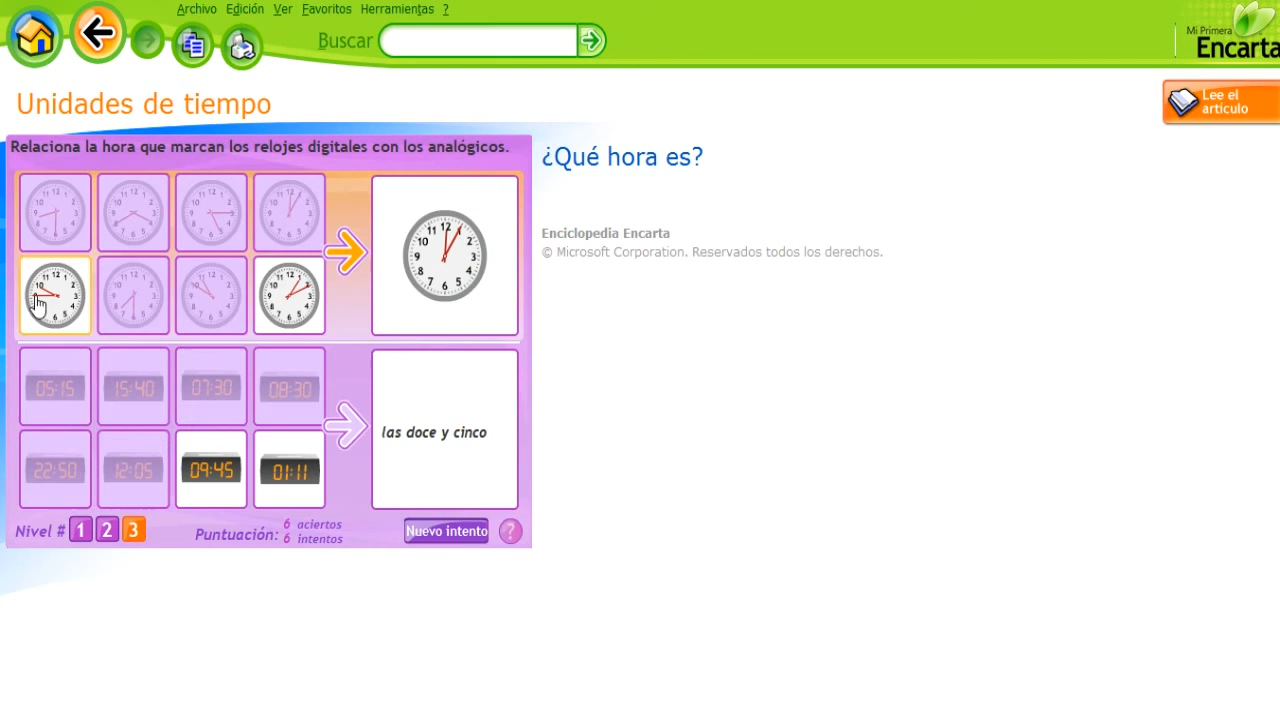 Archivo Edición Ver Favoritos Herramientas ?
Buscar
Mi Primera
Encarta
Unidades de tiempo
Lee el
artículo
Relaciona la hora que marcan los relojes digitales con los analógicos.
¿Qué hora es?
Enciclopedia Encarta
© Microsoft Corporation. Reservados todos los derechos.
05:15 15:40 07:30 08:30
22:50 12:05 09:45 01:11
las doce y cinco
Nivel # 1 2 3
Puntuación: 6 aciertos
6 intentos
Nuevo intento ?